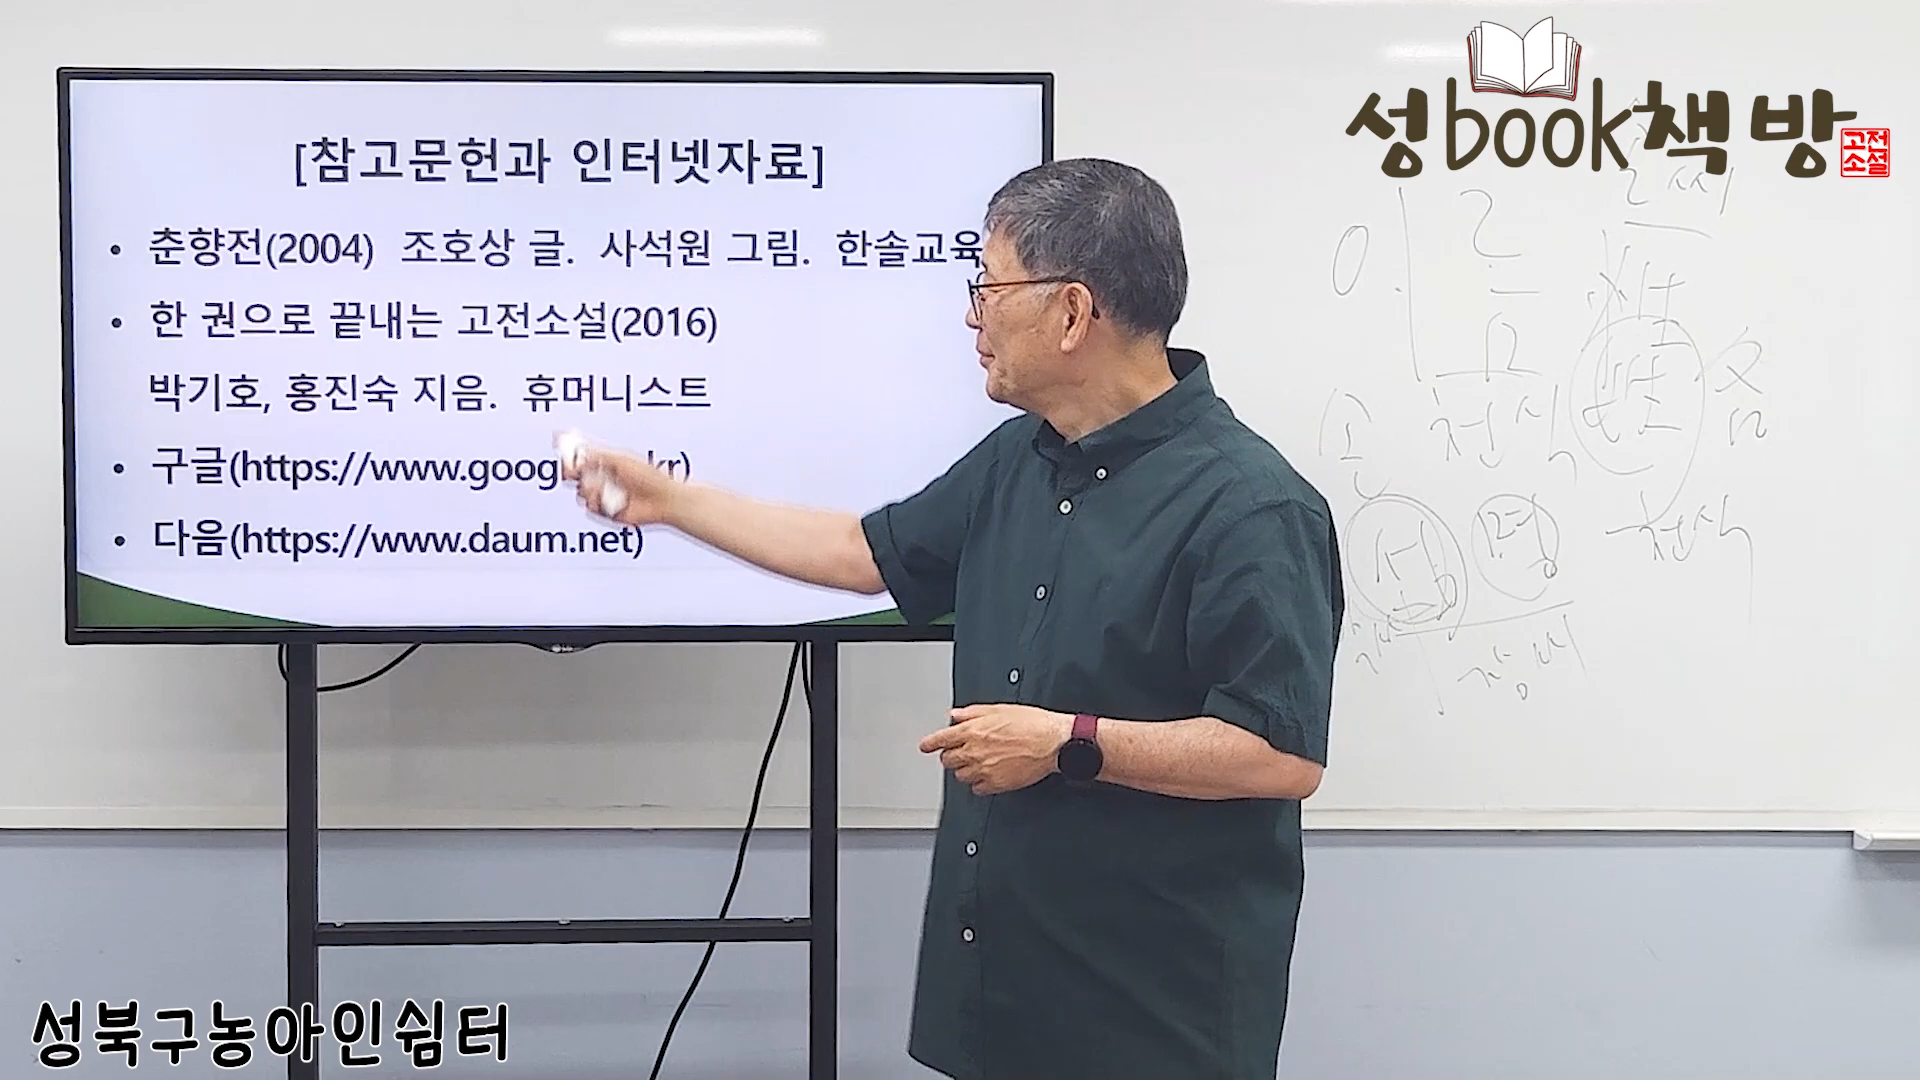 성book책방
고전
소설
[참고문헌과 인터넷자료]
• 춘향전(2004) 조호상 글. 사석원 그림. 한솔교육
• 한 권으로 끝내는 고전소설(2016)
박기호, 홍진숙 지음. 휴머니스트
• 구글(https://www.goog kr)
• 다음(https://www.daum.net)
이름
천식
성북구농아인쉼터